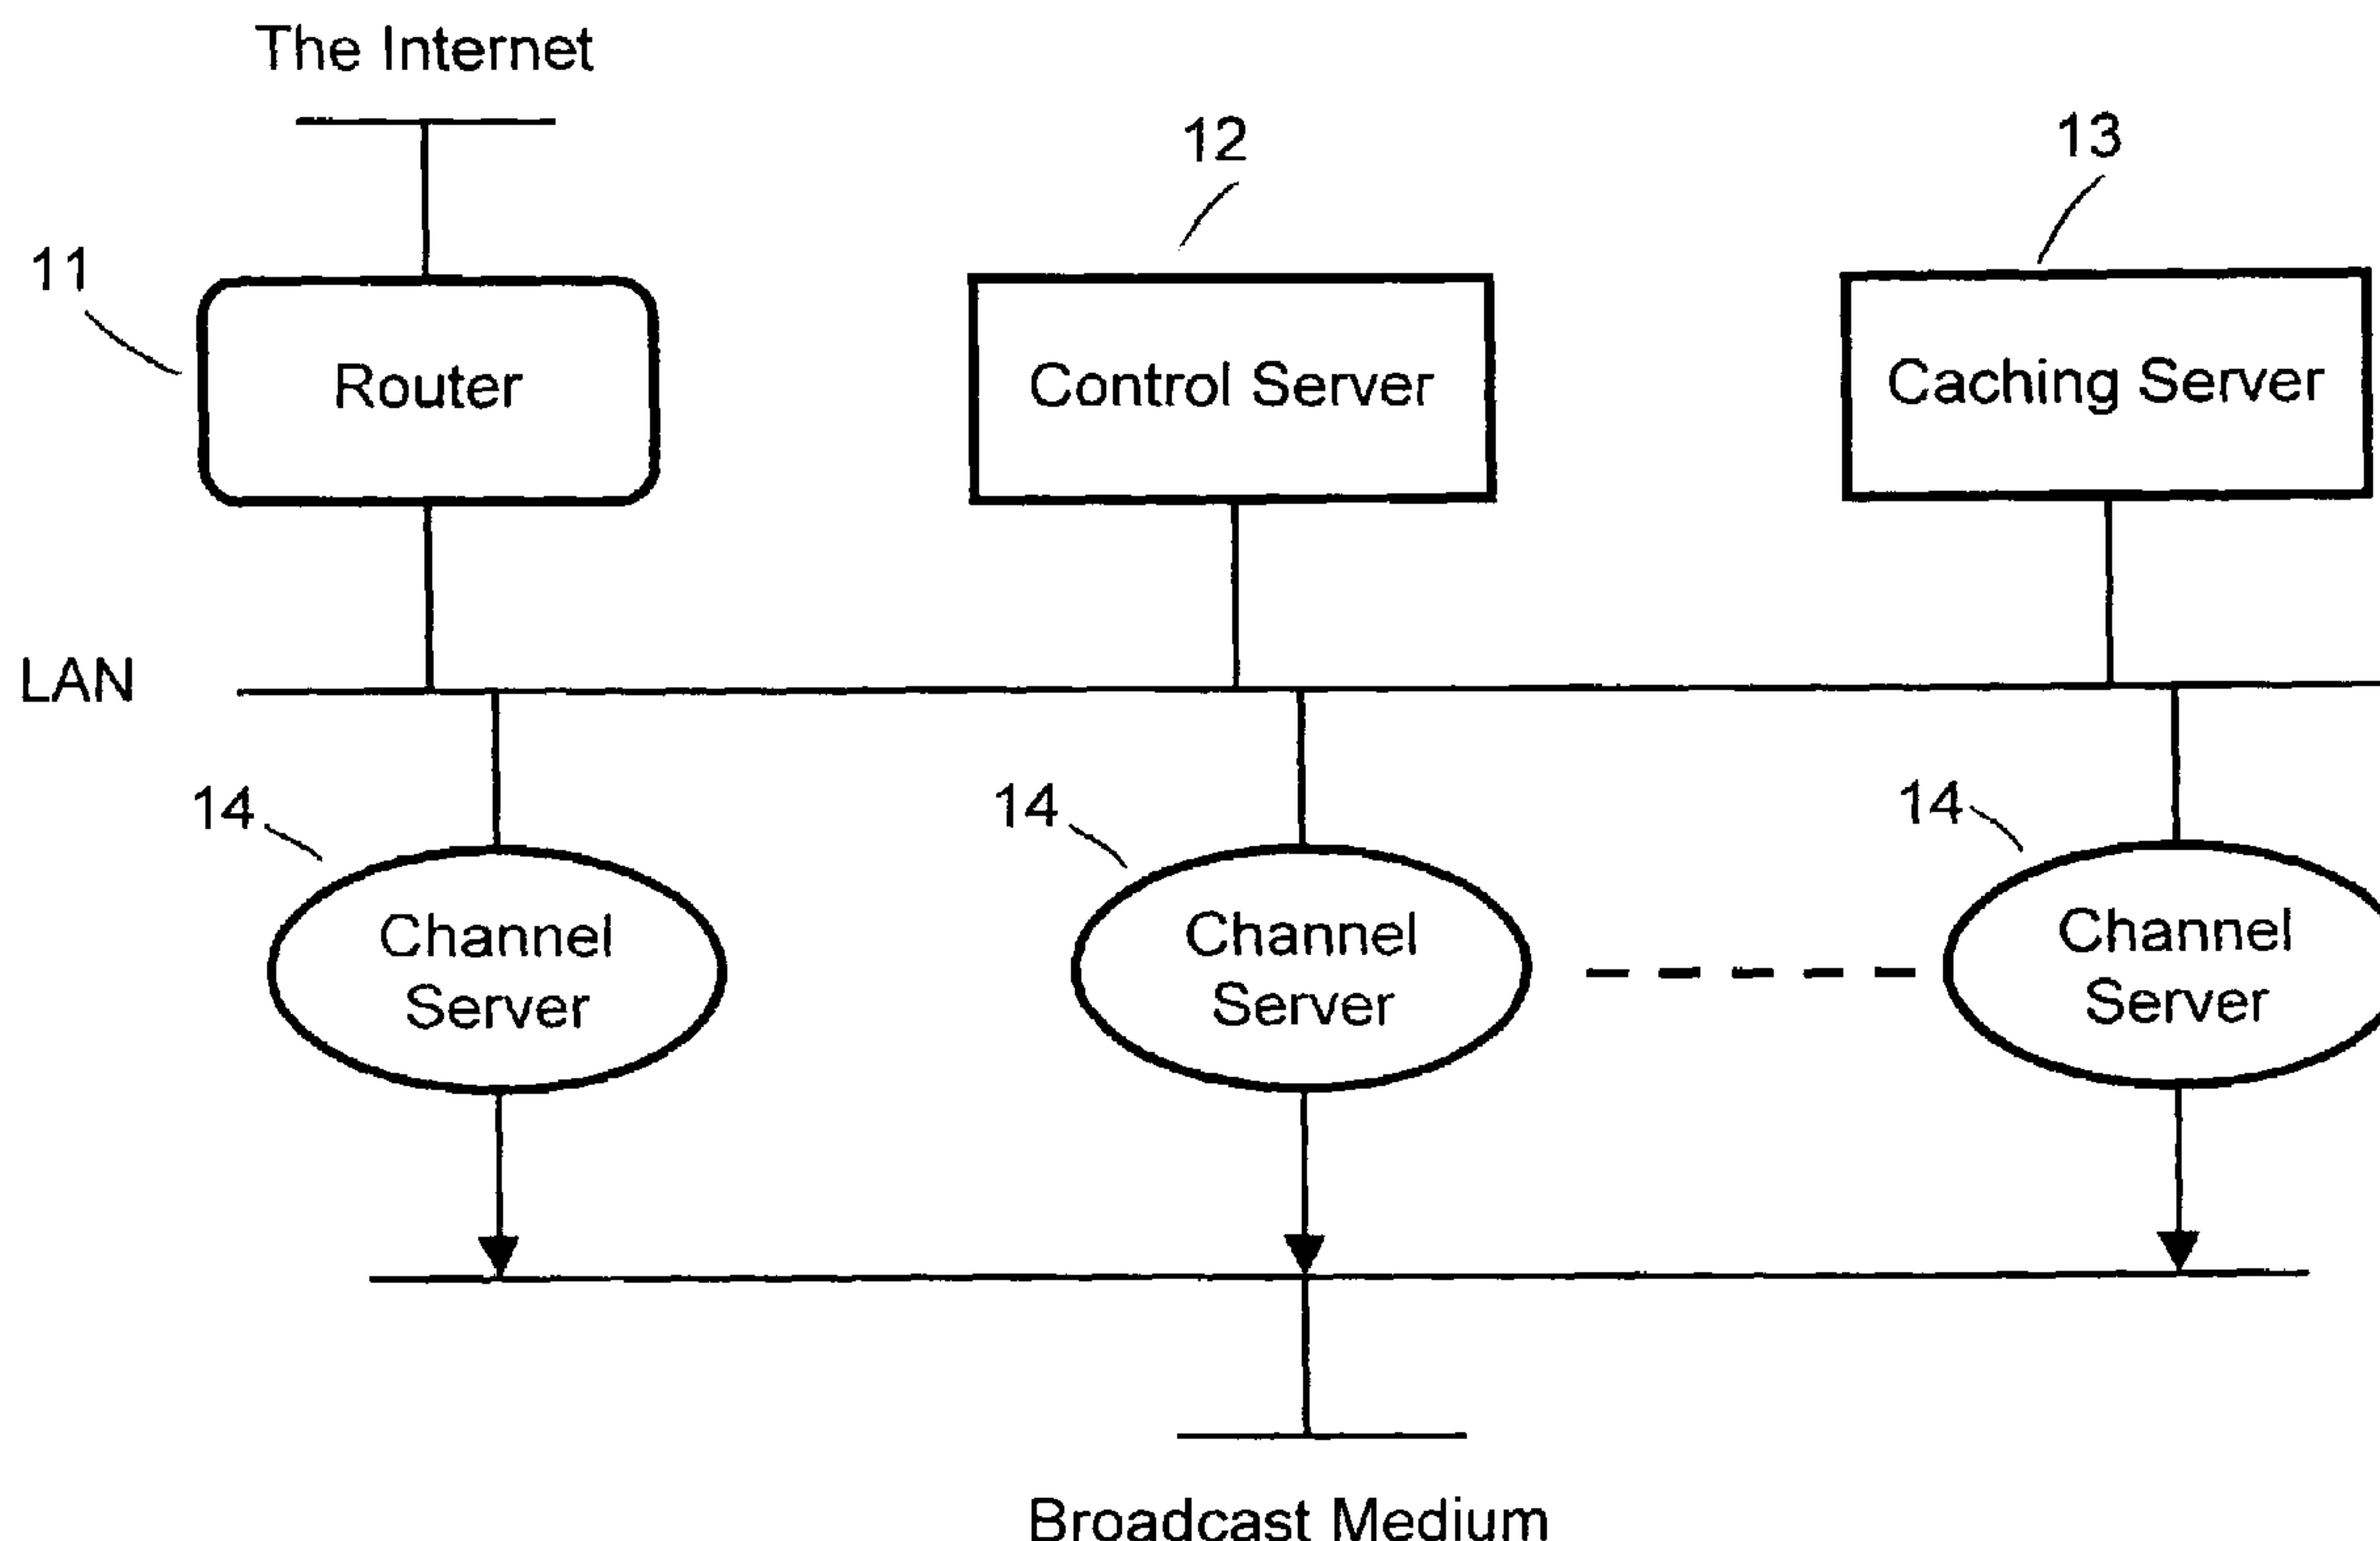 The Internet
12
13
11
Router
Control Server
Caching Server
LAN
14
14
14
Channel
Server
Channel
Server
Channel
Server
Broadcast Medium